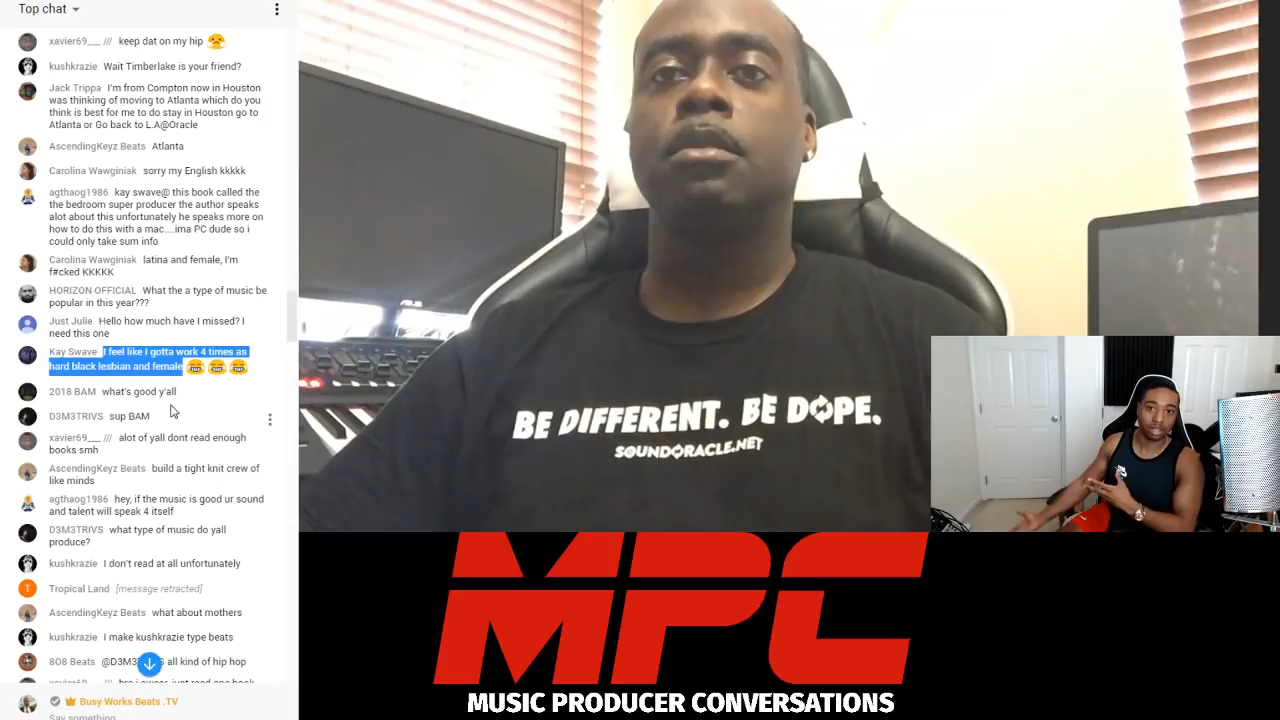 Top chat
xavier69___ /// keep dat on my hip
kushkrazie Wait Timberlake is your friend?
Jack Trippa I'm from Compton now in Houston
was thinking of moving to Atlanta which do you
think is best for me to do stay in Houston go to
Atlanta or Go back to L.A@Oracle
AscendingKeyz Beats Atlanta
Carolina Wawginiak sorry my English kkkkk
agthaog1986 kay swave@ this book called the
the bedroom super producer the author speaks
alot about this unfortunately he speaks more on
how to do this with a mac....ima PC dude so i
could only take sum info
Carolina Wawginiak latina and female, I'm
f#cked KKKKK
HORIZON OFFICIAL What the a type of music be
popular in this year???
Just Julie Hello how much have I missed? I
need this one
Kay Swave I feel like I gotta work 4 times as
hard black lesbian and female
2018 BAM what's good y'all
D3M3TRIVS sup BAM
xavier69___ /// alot of yall dont read enough
books smh
AscendingKeyz Beats build a tight knit crew of
like minds
agthaog1986 hey, if the music is good ur sound
and talent will speak 4 itself
D3M3TRIVS what type of music do yall
produce?
kushkrazie I don't read at all unfortunately
T
Tropical Land [message retracted]
AscendingKeyz Beats what about mothers
kushkrazie I make kushkrazie type beats
808 Beats @D3M3 S all kind of hip hop
Busy Works Beats .TV
Say something
BE DIFFERENT. BE DOPE.
SOUNDORACLE.NET
MPC
MUSIC PRODUCER CONVERSATIONS